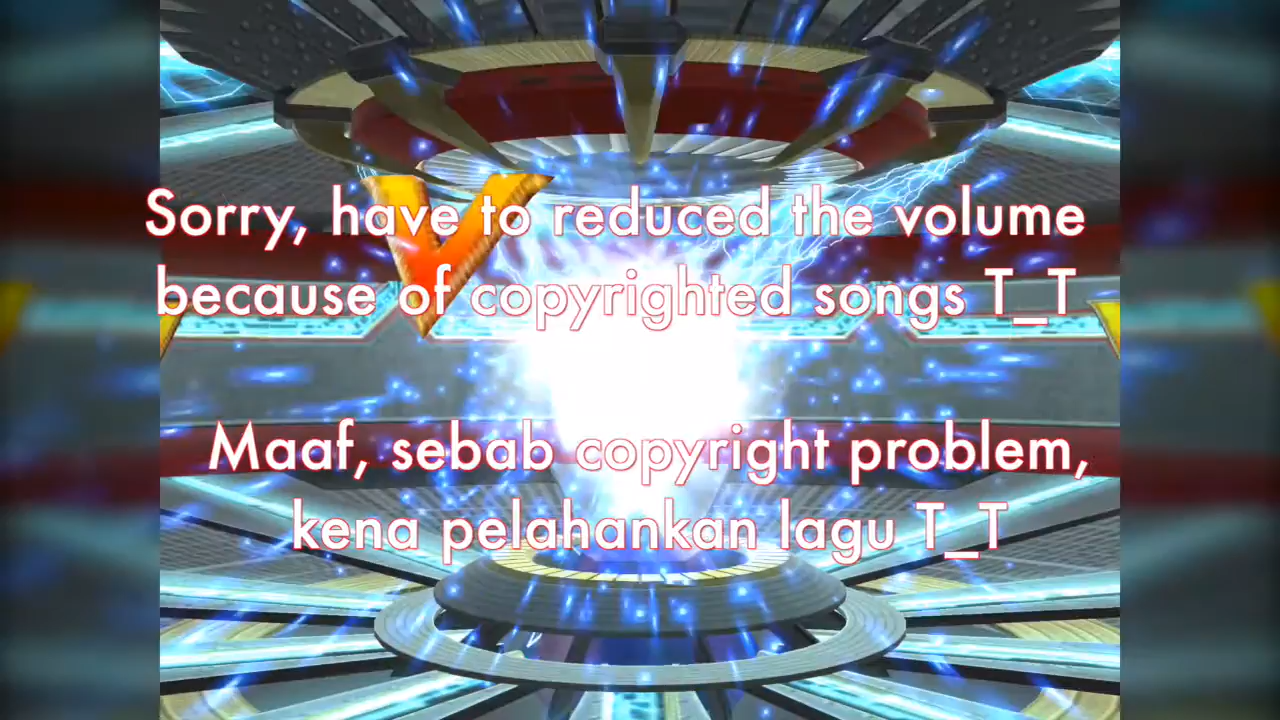 Sorry, have to reduced the volume
because of copyrighted songs T_T
Maaf, sebab copyright problem,
kena pelahankan lagu T_T